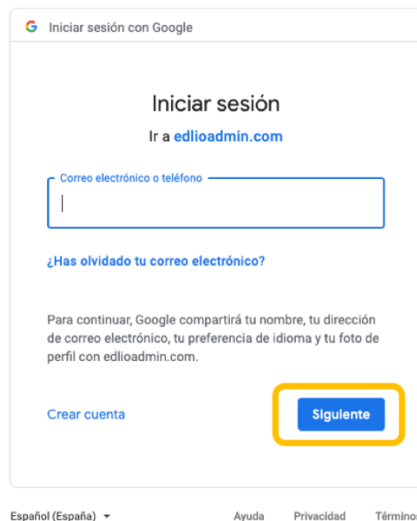 Iniciar sesión con Google
Iniciar sesión
Ir a edlioadmin.com
Correo electrónico o teléfono
¿Has olvidado tu correo electrónico?
Para continuar, Google compartirá tu nombre, tu dirección
de correo electrónico, tu preferencia de idioma y tu foto de
perfil con edlioadmin.com.
Crear cuenta Siguiente
Español (España) Ayuda Privacidad Término